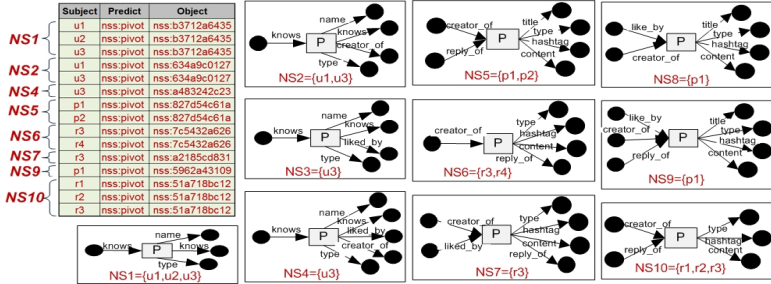 Subject Predict Object
NS1 u1 nss:pivot nss:b3712a6435
u2 nss:pivot nss:b3712a6435
u3 nss:pivot nss:b3712a6435
NS2 u1 nss:pivot nss:634a9c0127
u3 nss:pivot nss:634a9c0127
NS4 u3 nss:pivot nss:a483242c23
NS5 p1 nss:pivot nss:827d54c61a
p2 nss:pivot nss:827d54c61a
NS6 r3 nss:pivot nss:7c5432a626
r4 nss:pivot nss:7c5432a626
NS7 r3 nss:pivot nss:a2185cd831
NS9 p1 nss:pivot nss:5962a43109
NS10 r1 nss:pivot nss:51a718bc12
r2 nss:pivot nss:51a718bc12
r3 nss:pivot nss:51a718bc12
knows P name knows type
NS1={u1,u2,u3}
knows P name knows creator_of type
NS2={u1,u3}
creator_of reply_of P title type hashtag content
NS5={p1,p2}
like_by creator_of P title type hashtag content
NS8={p1}
knows P name knows liked_by type
NS3={u3}
creator_of P type hashtag content reply_of
NS6={r3,r4}
like_by creator_of reply_of P title type hashtag content
NS9={p1}
knows P name knows liked_by creator_of type
NS4={u3}
creator_of liked_by P type hashtag content reply_of
NS7={r3}
creator_of reply_of P type hashtag content
NS10={r1,r2,r3}